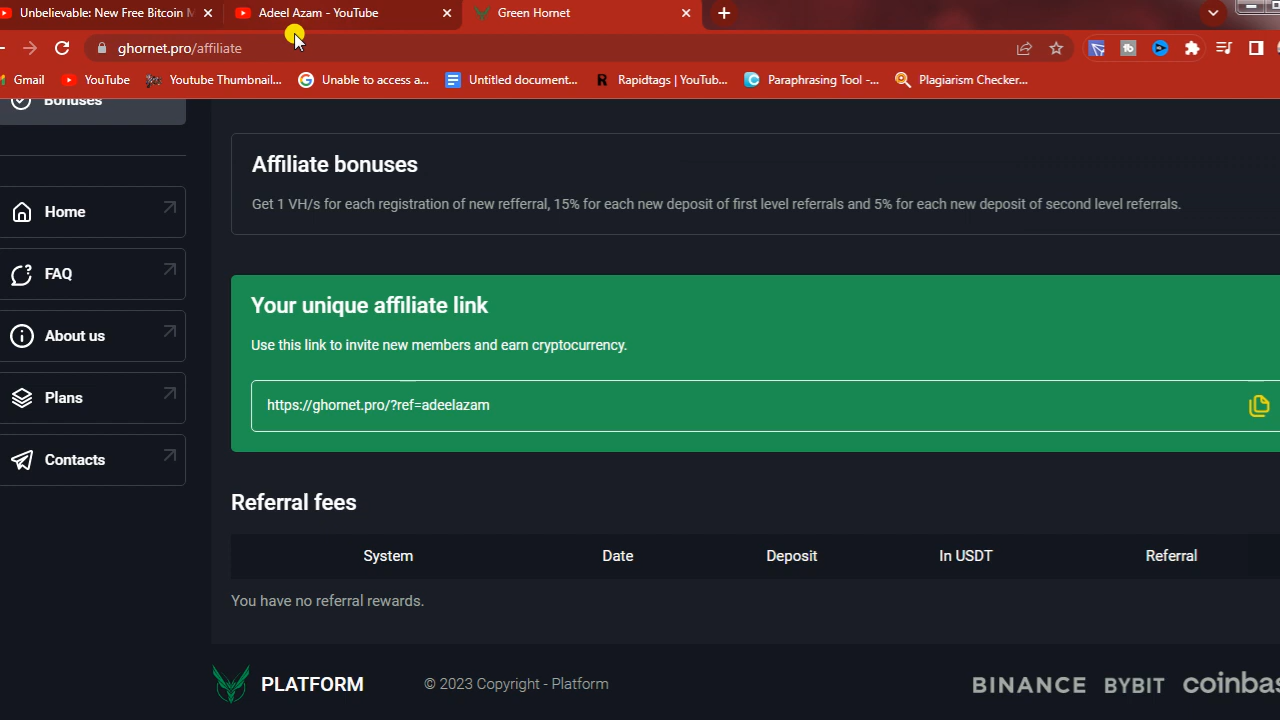 Unbelievable: New Free Bitcoin M
Adeel Azam - YouTube
Green Hornet
ghornet.pro/affiliate
Gmail
YouTube
Youtube Thumbnail...
Unable to access a...
Untitled document...
Rapidtags | YouTub...
Paraphrasing Tool -...
Plagiarism Checker...
Bonuses
Home
FAQ
About us
Plans
Contacts
Affiliate bonuses
Get 1 VH/s for each registration of new refferral, 15% for each new deposit of first level referrals and 5% for each new deposit of second level referrals.
Your unique affiliate link
Use this link to invite new members and earn cryptocurrency.
https://ghornet.pro/?ref=adeelazam
Referral fees
System Date Deposit In USDT Referral
You have no referral rewards.
PLATFORM
© 2023 Copyright - Platform
BINANCE BYBIT coinbas